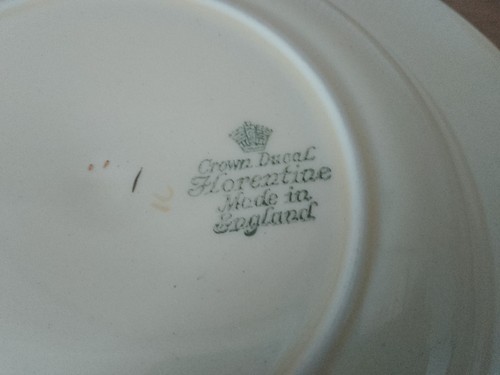 Crown Ducal
Florentine
Made in
England